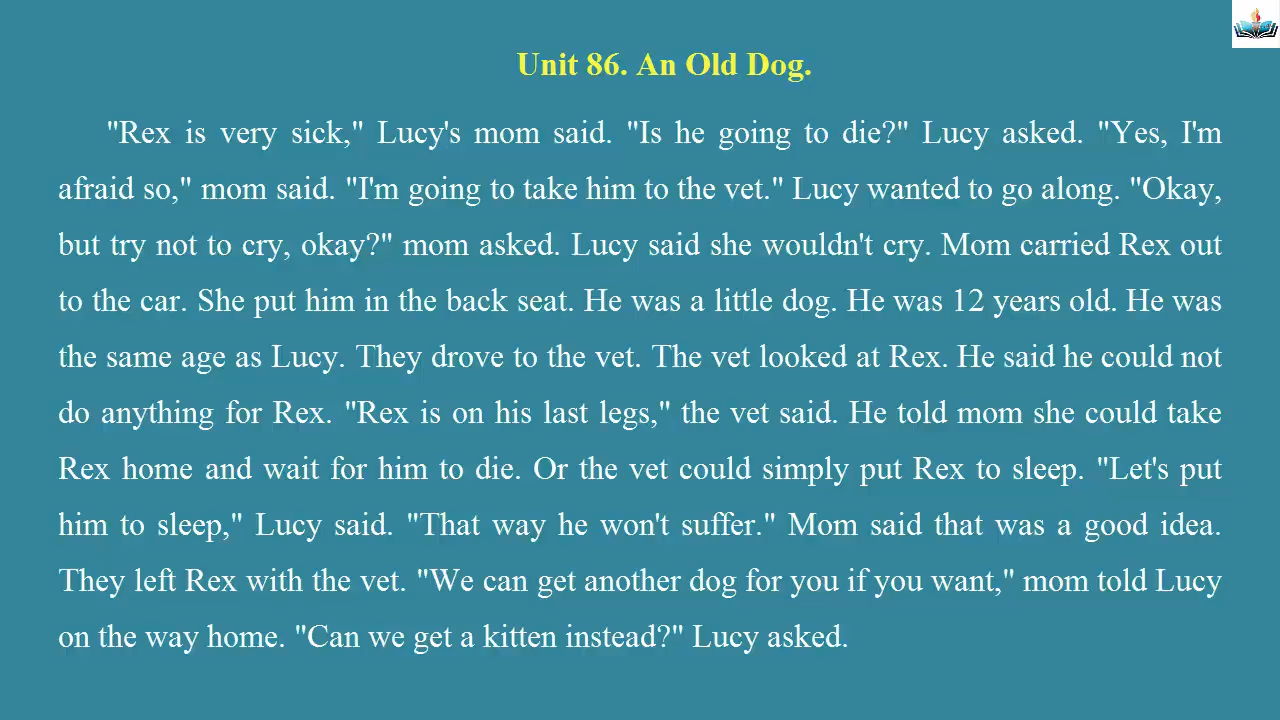 Unit 86. An Old Dog.
"Rex is very sick," Lucy's mom said. "Is he going to die?" Lucy asked. "Yes, I'm
afraid so," mom said. "I'm going to take him to the vet." Lucy wanted to go along. "Okay,
but try not to cry, okay?" mom asked. Lucy said she wouldn't cry. Mom carried Rex out
to the car. She put him in the back seat. He was a little dog. He was 12 years old. He was
the same age as Lucy. They drove to the vet. The vet looked at Rex. He said he could not
do anything for Rex. "Rex is on his last legs," the vet said. He told mom she could take
Rex home and wait for him to die. Or the vet could simply put Rex to sleep. "Let's put
him to sleep," Lucy said. "That way he won't suffer." Mom said that was a good idea.
They left Rex with the vet. "We can get another dog for you if you want," mom told Lucy
on the way home. "Can we get a kitten instead?" Lucy asked.